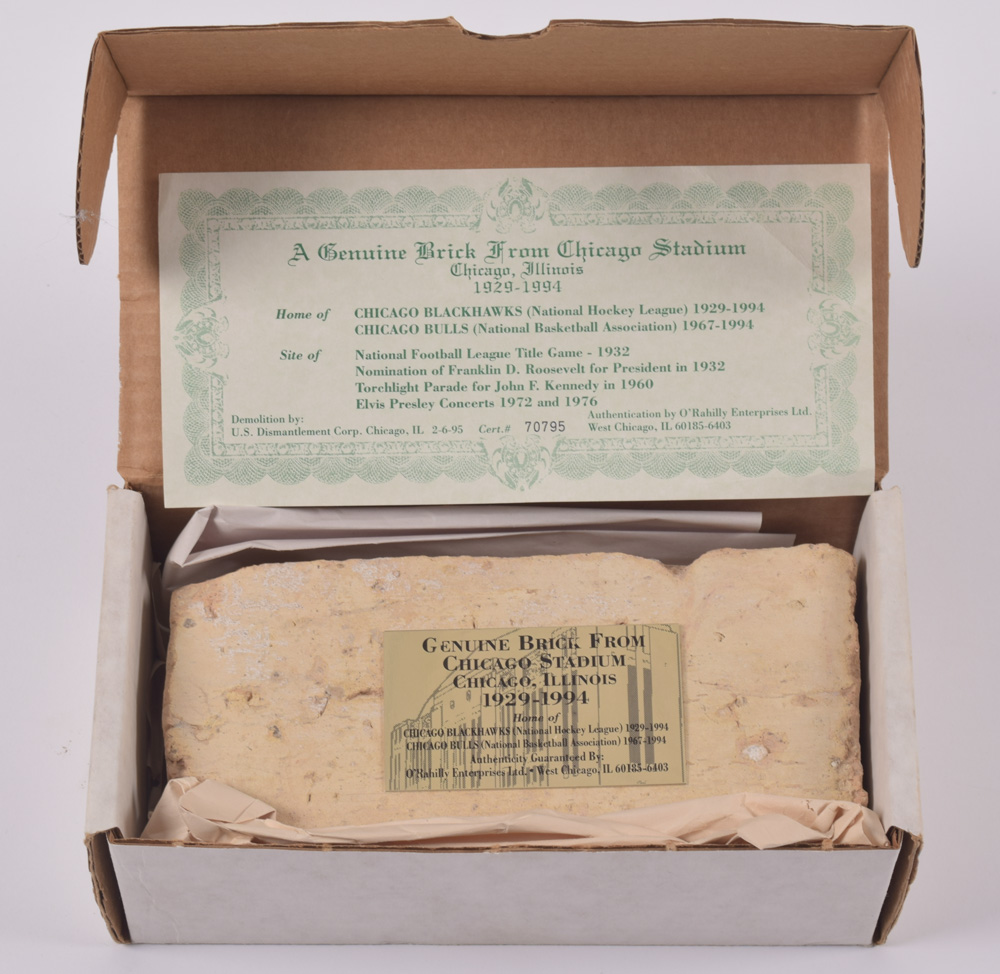 A Genuine Brick From Chicago Stadium
Chicago, Illinois
1929-1994
Home of CHICAGO BLACKHAWKS (National Hockey League) 1929-1994
CHICAGO BULLS (National Basketball Association) 1967-1994
Site of National Football League Title Game - 1932
Nomination of Franklin D. Roosevelt for President in 1932
Torchlight Parade for John F. Kennedy in 1960
Elvis Presley Concerts 1972 and 1976
Demolition by: Authentication by O'Rahilly Enterprises Ltd.
U.S. Dismantlement Corp. Chicago, IL 2-6-95 Cert.# 70795 West Chicago, IL 60185-6403
GENUINE BRICK FROM
CHICAGO STADIUM
CHICAGO, ILLINOIS
1929-1994
Home of
CHICAGO BLACKHAWKS (National Hockey League) 1929-1994
CHICAGO BULLS (National Basketball Association) 1967-1994
Authenticity Guaranteed By:
O'Rahilly Enterprises Ltd. • West Chicago, IL 60185-6403